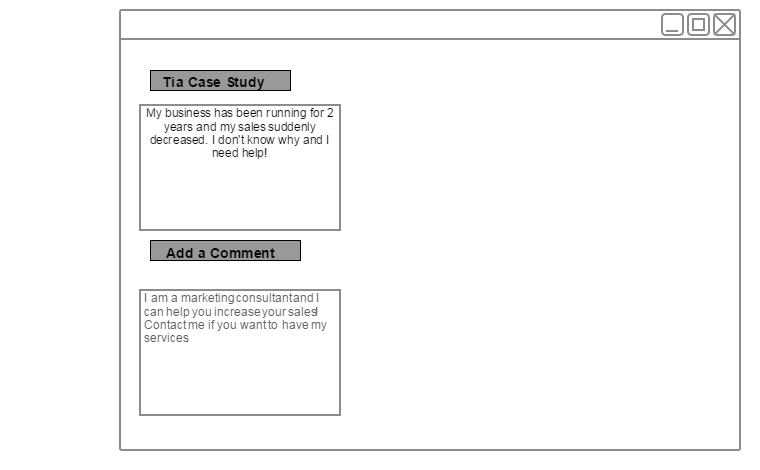 Tia Case Study
My business has been running for 2
years and my sales suddenly
decreased. I don't know why and I
need help!
Add a Comment
I am a marketing consultant and I
can help you increase your sales!
Contact me if you want to have my
services